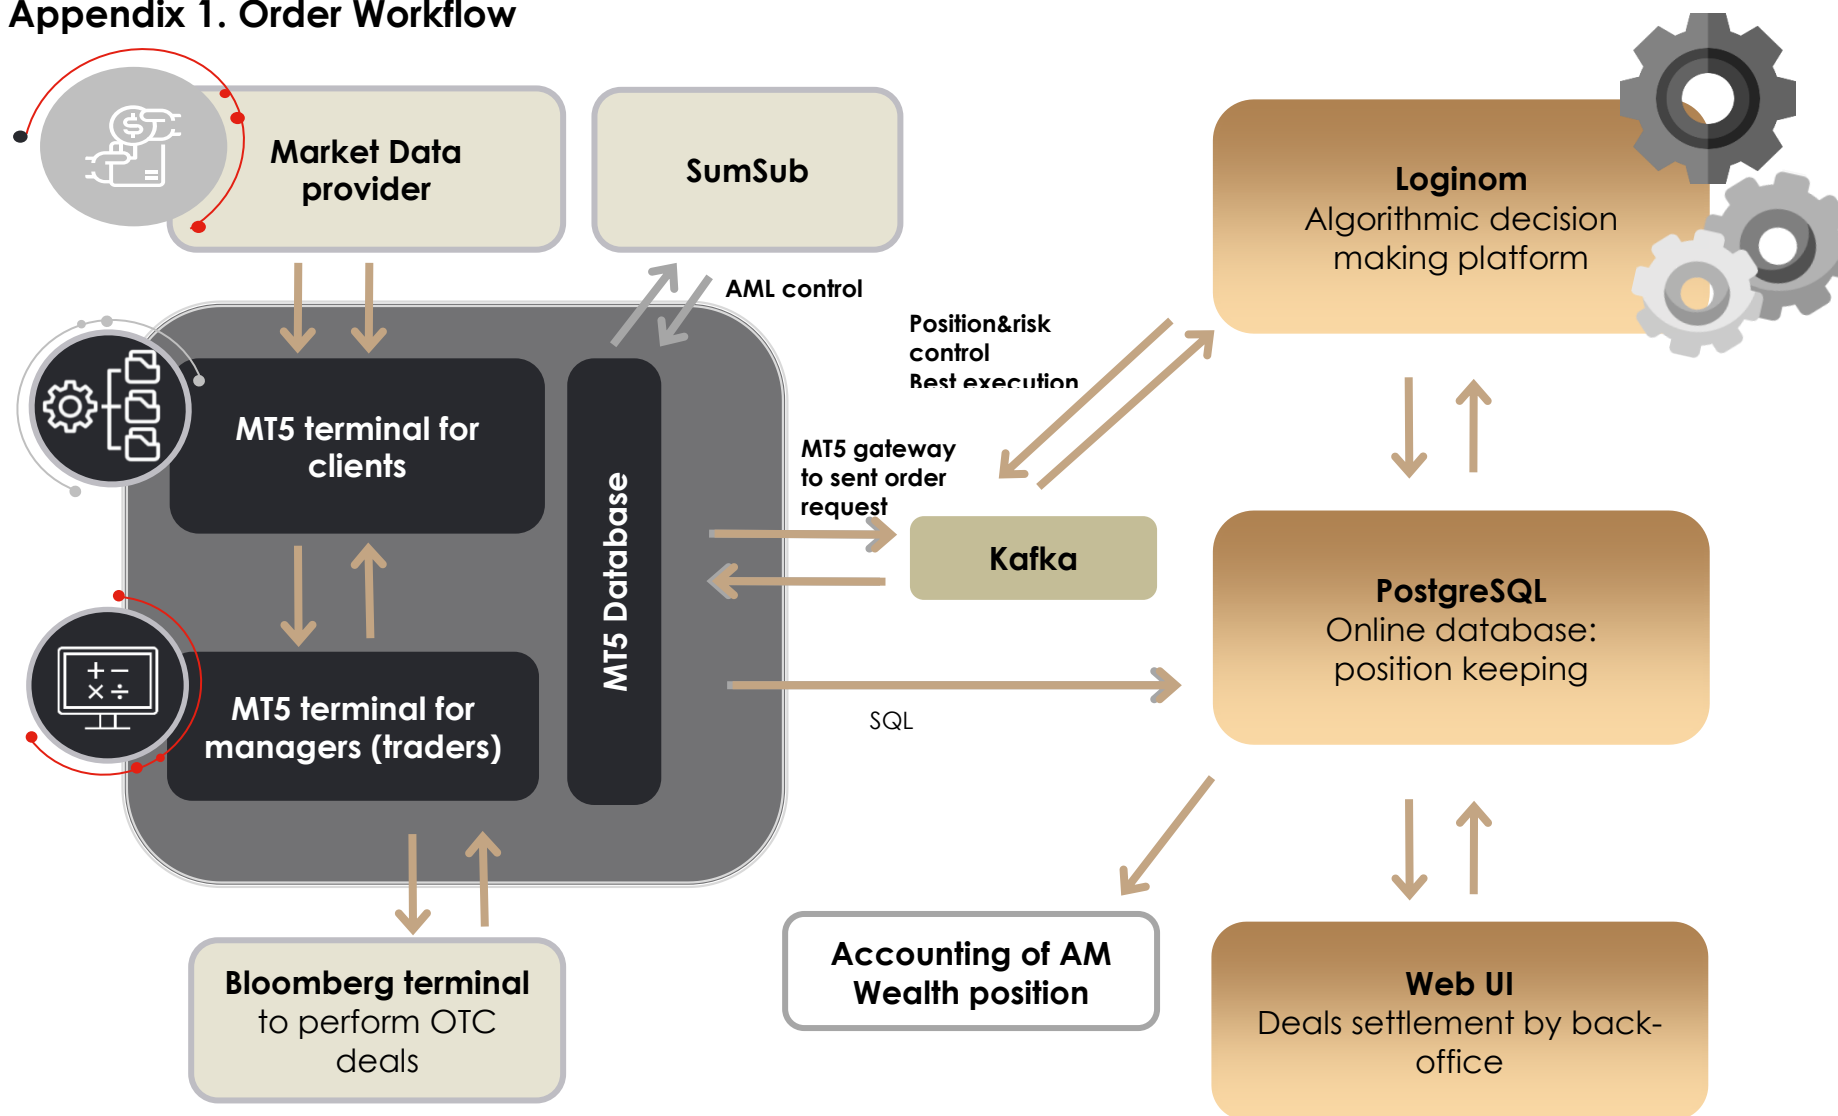 Appendix 1. Order Workflow
Market Data
provider
SumSub
Loginom
Algorithmic decision
making platform
AML control
Position&risk
control
Best execution
MT5 terminal for
clients
MT5 gateway
to sent order
request
MT5 Database
Kafka
PostgreSQL
Online database:
position keeping
MT5 terminal for
managers (traders)
SQL
Accounting of AM
Wealth position
Bloomberg terminal
to perform OTC
deals
Web UI
Deals settlement by back-
office